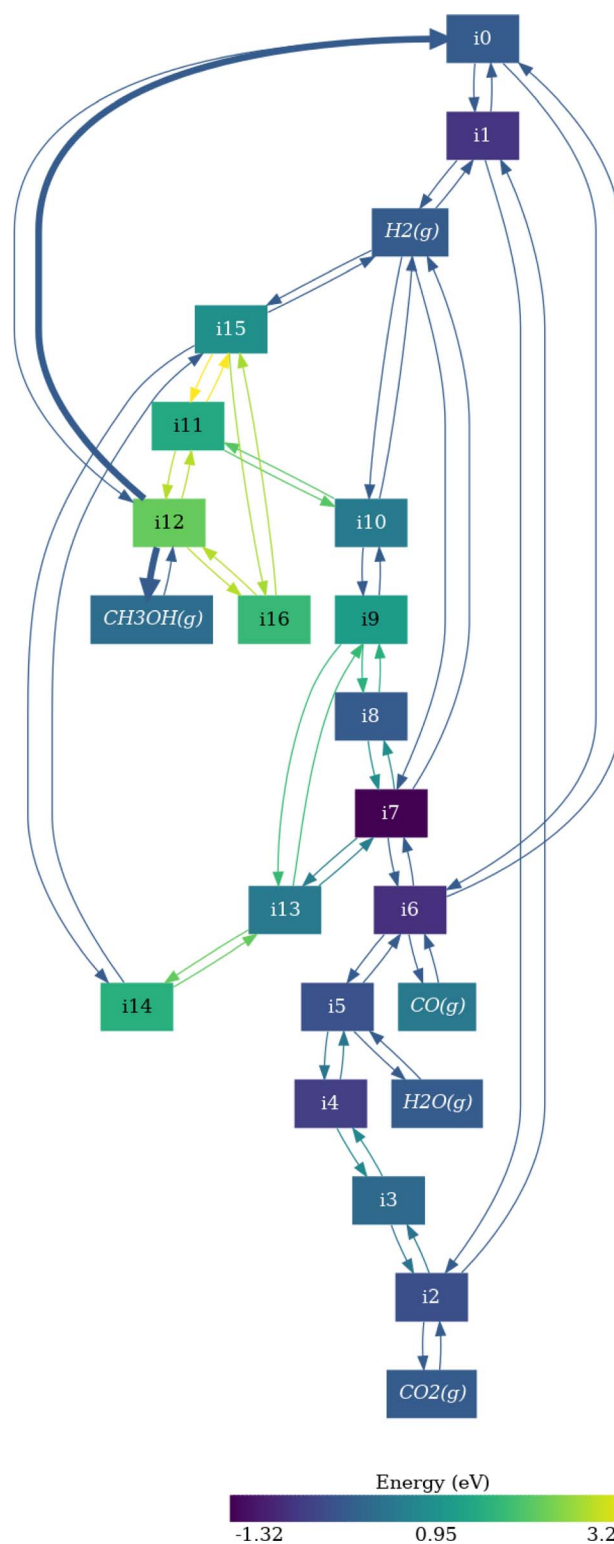 i0
i1
H2(g)
i15
i11
i12
i10
CH3OH(g)
i16
i9
i8
i7
i13
i6
i14
i5
CO(g)
i4
H2O(g)
i3
i2
CO2(g)
Energy (eV)
-1.32 0.95 3.2